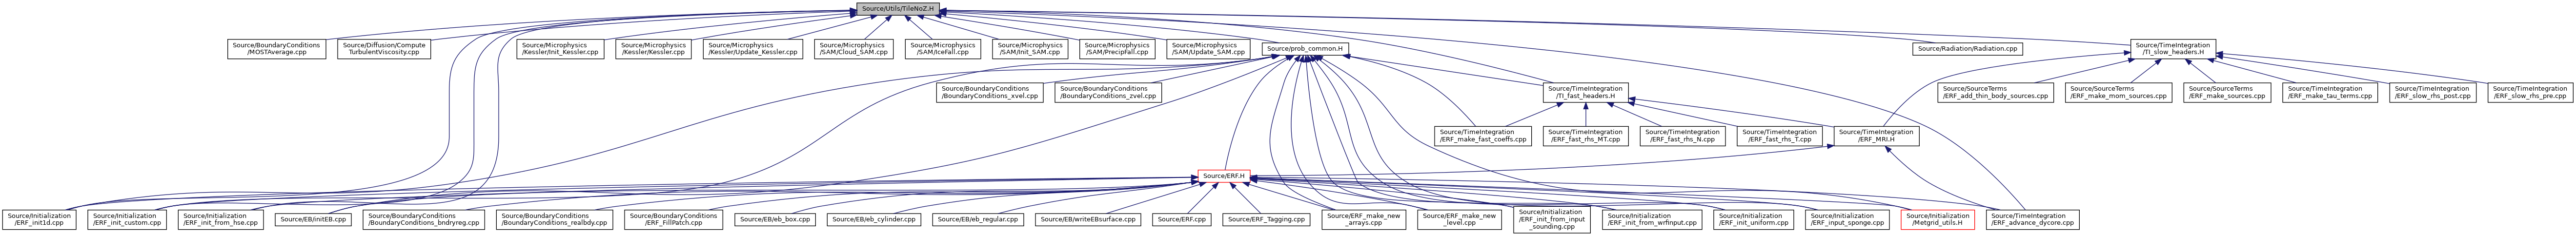 Source/Utils/TileNoZ.H
Source/BoundaryConditions
/MOSTAverage.cpp
Source/Diffusion/Compute
TurbulentViscosity.cpp
Source/Microphysics
/Kessler/Init_Kessler.cpp
Source/Microphysics
/Kessler/Kessler.cpp
Source/Microphysics
/Kessler/Update_Kessler.cpp
Source/Microphysics
/SAM/Cloud_SAM.cpp
Source/Microphysics
/SAM/IceFall.cpp
Source/Microphysics
/SAM/Init_SAM.cpp
Source/Microphysics
/SAM/PrecipFall.cpp
Source/Microphysics
/SAM/Update_SAM.cpp
Source/prob_common.H
Source/Radiation/Radiation.cpp
Source/TimeIntegration
/TI_slow_headers.H
Source/BoundaryConditions
/BoundaryConditions_xvel.cpp
Source/BoundaryConditions
/BoundaryConditions_zvel.cpp
Source/TimeIntegration
/TI_fast_headers.H
Source/SourceTerms
/ERF_add_thin_body_sources.cpp
Source/SourceTerms
/ERF_make_mom_sources.cpp
Source/SourceTerms
/ERF_make_sources.cpp
Source/TimeIntegration
/ERF_make_tau_terms.cpp
Source/TimeIntegration
/ERF_slow_rhs_post.cpp
Source/TimeIntegration
/ERF_slow_rhs_pre.cpp
Source/TimeIntegration
/ERF_make_fast_coeffs.cpp
Source/TimeIntegration
/ERF_fast_rhs_MT.cpp
Source/TimeIntegration
/ERF_fast_rhs_N.cpp
Source/TimeIntegration
/ERF_fast_rhs_T.cpp
Source/TimeIntegration
/ERF_MRI.H
Source/ERF.H
Source/Initialization
/ERF_init1d.cpp
Source/Initialization
/ERF_init_custom.cpp
Source/Initialization
/ERF_init_from_hse.cpp
Source/EB/initEB.cpp
Source/BoundaryConditions
/BoundaryConditions_bndryreg.cpp
Source/BoundaryConditions
/BoundaryConditions_realbdy.cpp
Source/BoundaryConditions
/ERF_FillPatch.cpp
Source/EB/eb_box.cpp
Source/EB/eb_cylinder.cpp
Source/EB/eb_regular.cpp
Source/EB/writeEBsurface.cpp
Source/ERF.cpp
Source/ERF_Tagging.cpp
Source/ERF_make_new
_arrays.cpp
Source/ERF_make_new
_level.cpp
Source/Initialization
/ERF_init_from_input
_sounding.cpp
Source/Initialization
/ERF_init_from_wrfinput.cpp
Source/Initialization
/ERF_init_uniform.cpp
Source/Initialization
/ERF_input_sponge.cpp
Source/Initialization
/Metgrid_utils.H
Source/TimeIntegration
/ERF_advance_dycore.cpp